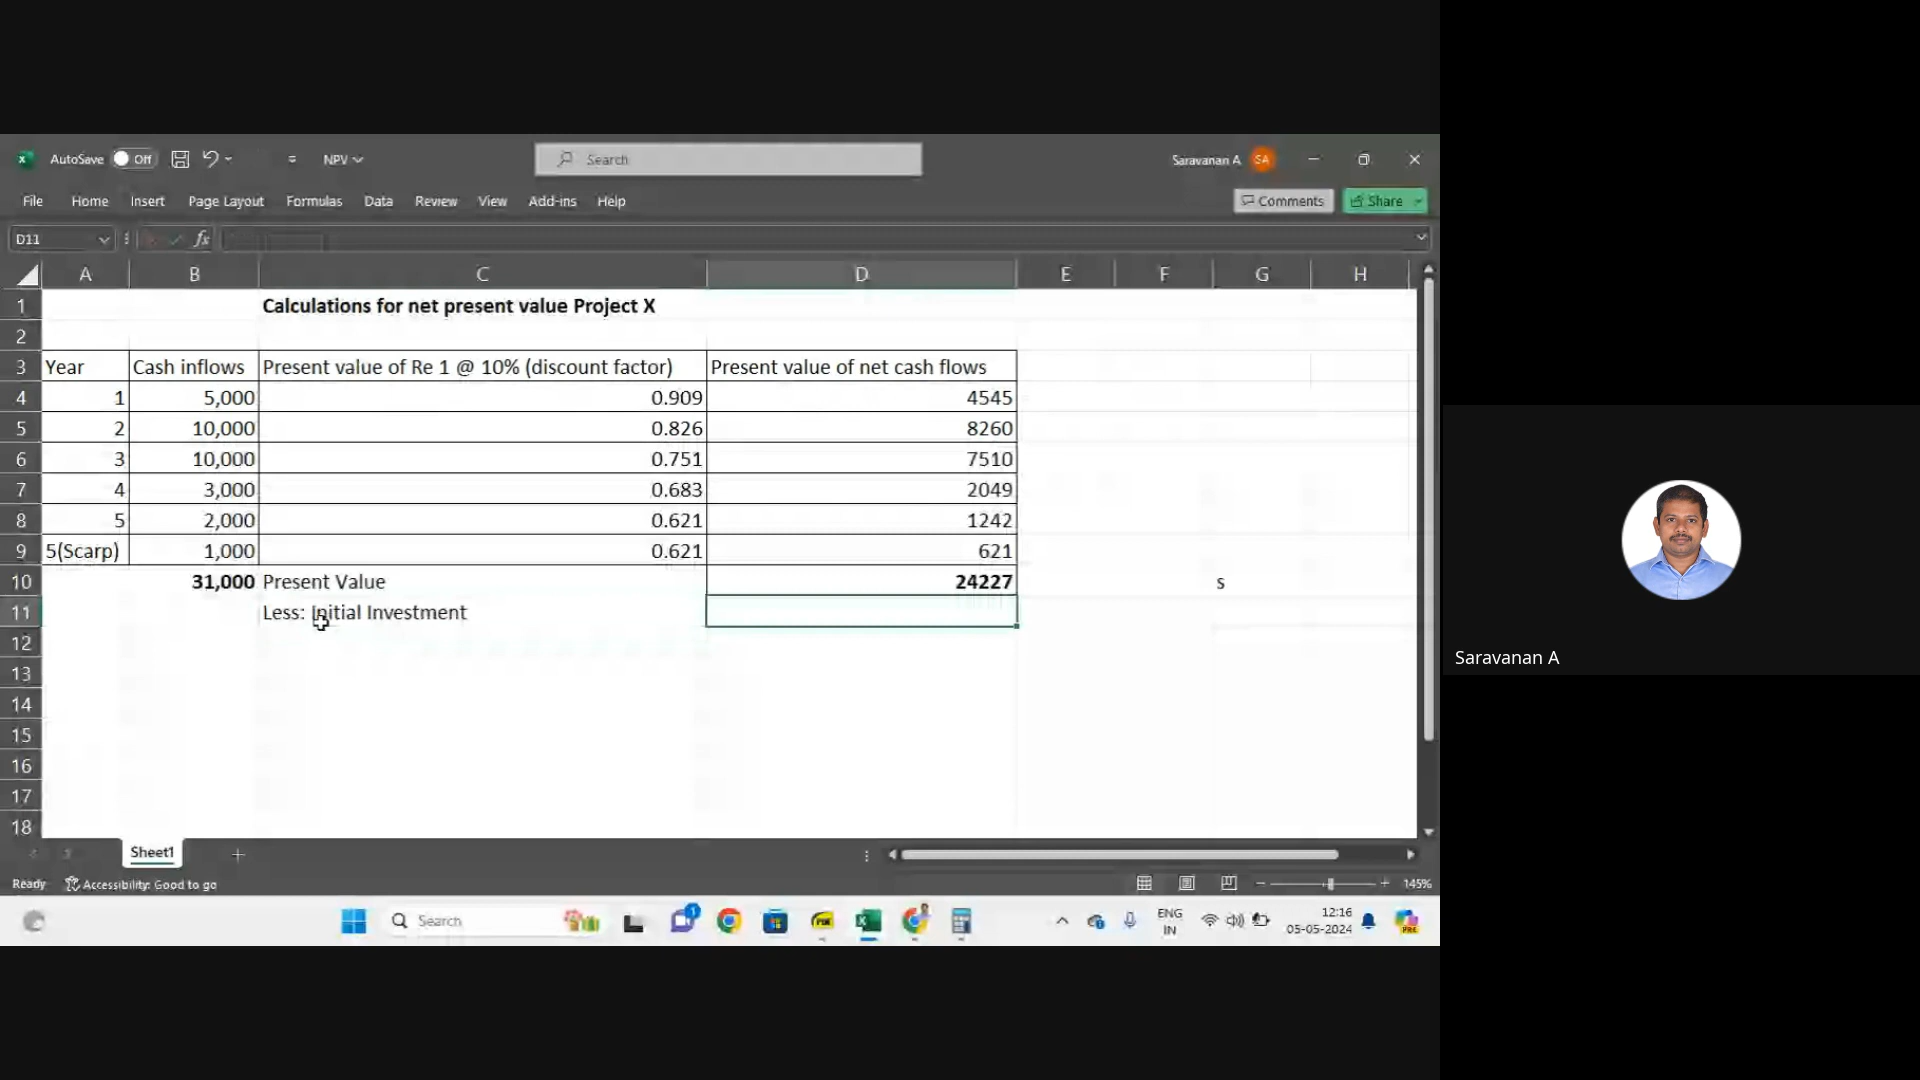 AutoSave Off NPV Search Saravanan A SA
File Home Insert Page Layout Formulas Data Review View Add-ins Help Comments Share
D11 fx
A B C D E F G H
1 Calculations for net present value Project X
2
3 Year Cash inflows Present value of Re 1 @ 10% (discount factor) Present value of net cash flows
4 1 5,000 0.909 4545
5 2 10,000 0.826 8260
6 3 10,000 0.751 7510
7 4 3,000 0.683 2049
8 5 2,000 0.621 1242
9 5(Scarp) 1,000 0.621 621
10 31,000 Present Value 24227 s
11 Less: Initial Investment
12
13
14
15
16
17
18
Sheet1
Ready Accessibility: Good to go 145%
Search ENG 12:16
IN 05-05-2024 PRE
Saravanan A